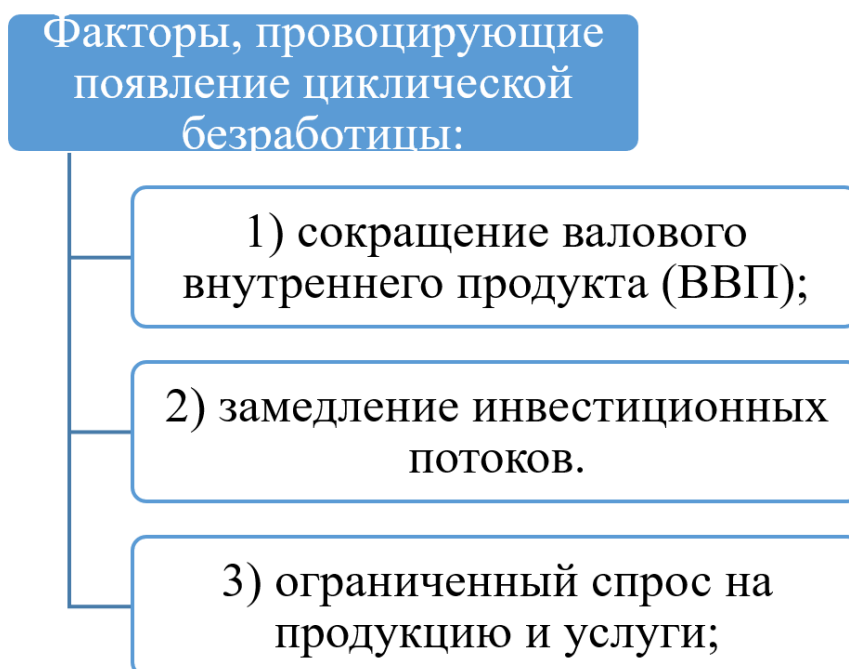 Факторы, провоцирующие
появление циклической
безработицы:
1) сокращение валового
внутреннего продукта (ВВП);
2) замедление инвестиционных
потоков.
3) ограниченный спрос на
продукцию и услуги;